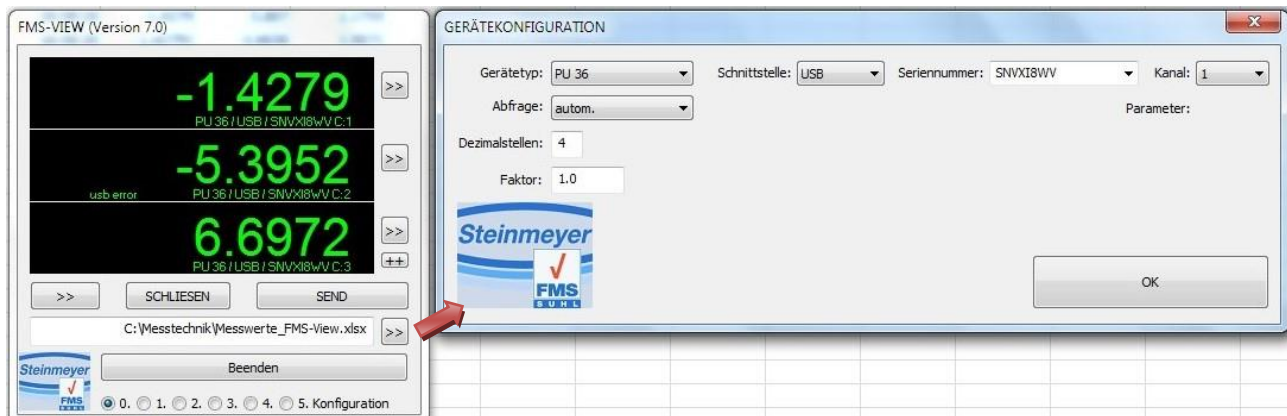 FMS-VIEW (Version 7.0)
-1.4279
PU 36 / USB / SNVXI8WV C:1
>>
-5.3952
usb error
PU 36 / USB / SNVXI8WV C:2
>>
6.6972
PU 36 / USB / SNVXI8WV C:3
>>
++
>>
SCHLIESEN
SEND
C:\Messtechnik\Messwerte_FMS-View.xlsx
>>
Steinmeyer
FMS
BUHL
Beenden
0. 1. 2. 3. 4. 5. Konfiguration
GERÄTEKONFIGURATION
Gerätetyp: PU 36
Schnittstelle: USB
Seriennummer: SNVXI8WV
Kanal: 1
Abfrage: autom.
Parameter:
Dezimalstellen: 4
Faktor: 1.0
Steinmeyer
FMS
BUHL
OK